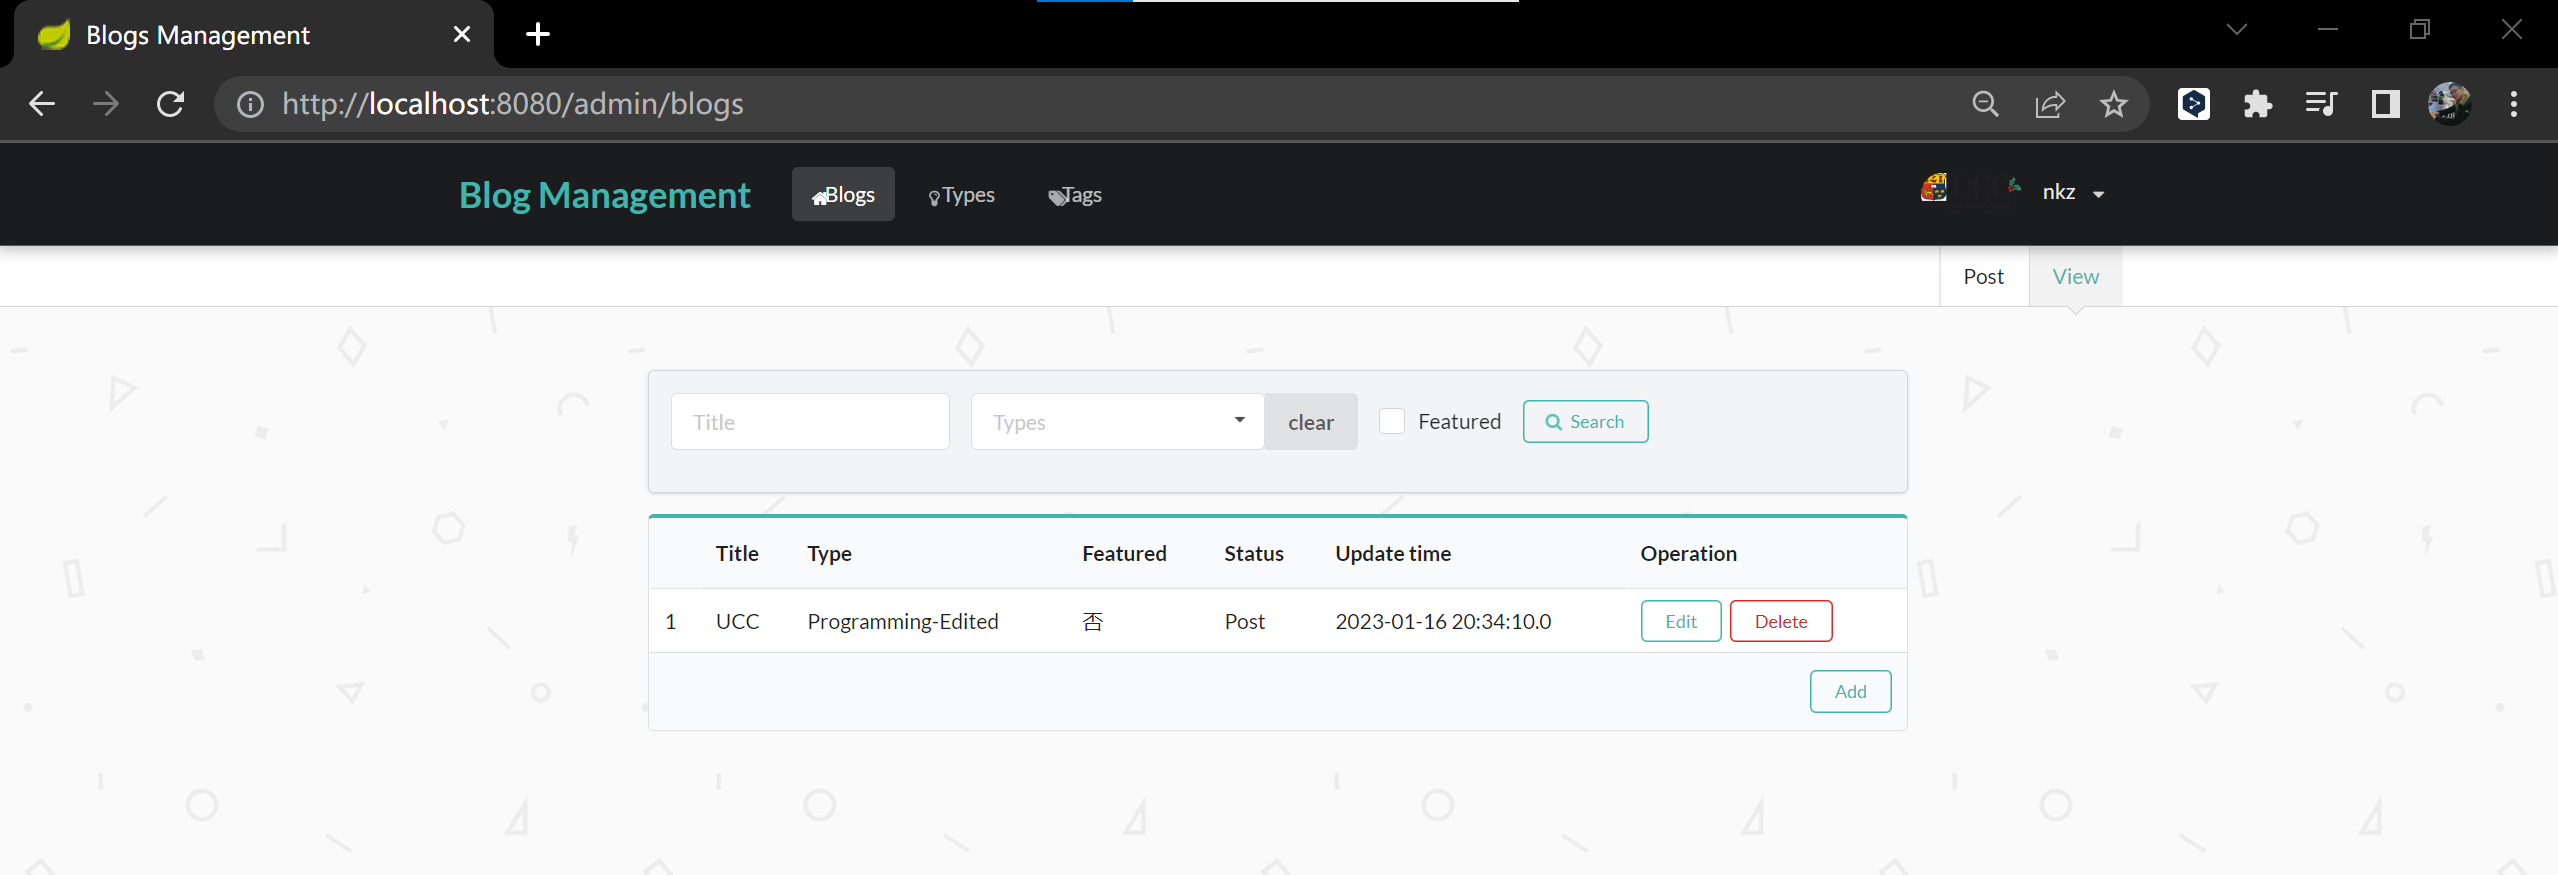 Blogs Management
http://localhost:8080/admin/blogs
Blog Management Blogs Types Tags nkz
Post View
Title Types clear Featured Search
Title Type Featured Status Update time Operation
1 UCC Programming-Edited 否 Post 2023-01-16 20:34:10.0 Edit Delete
Add